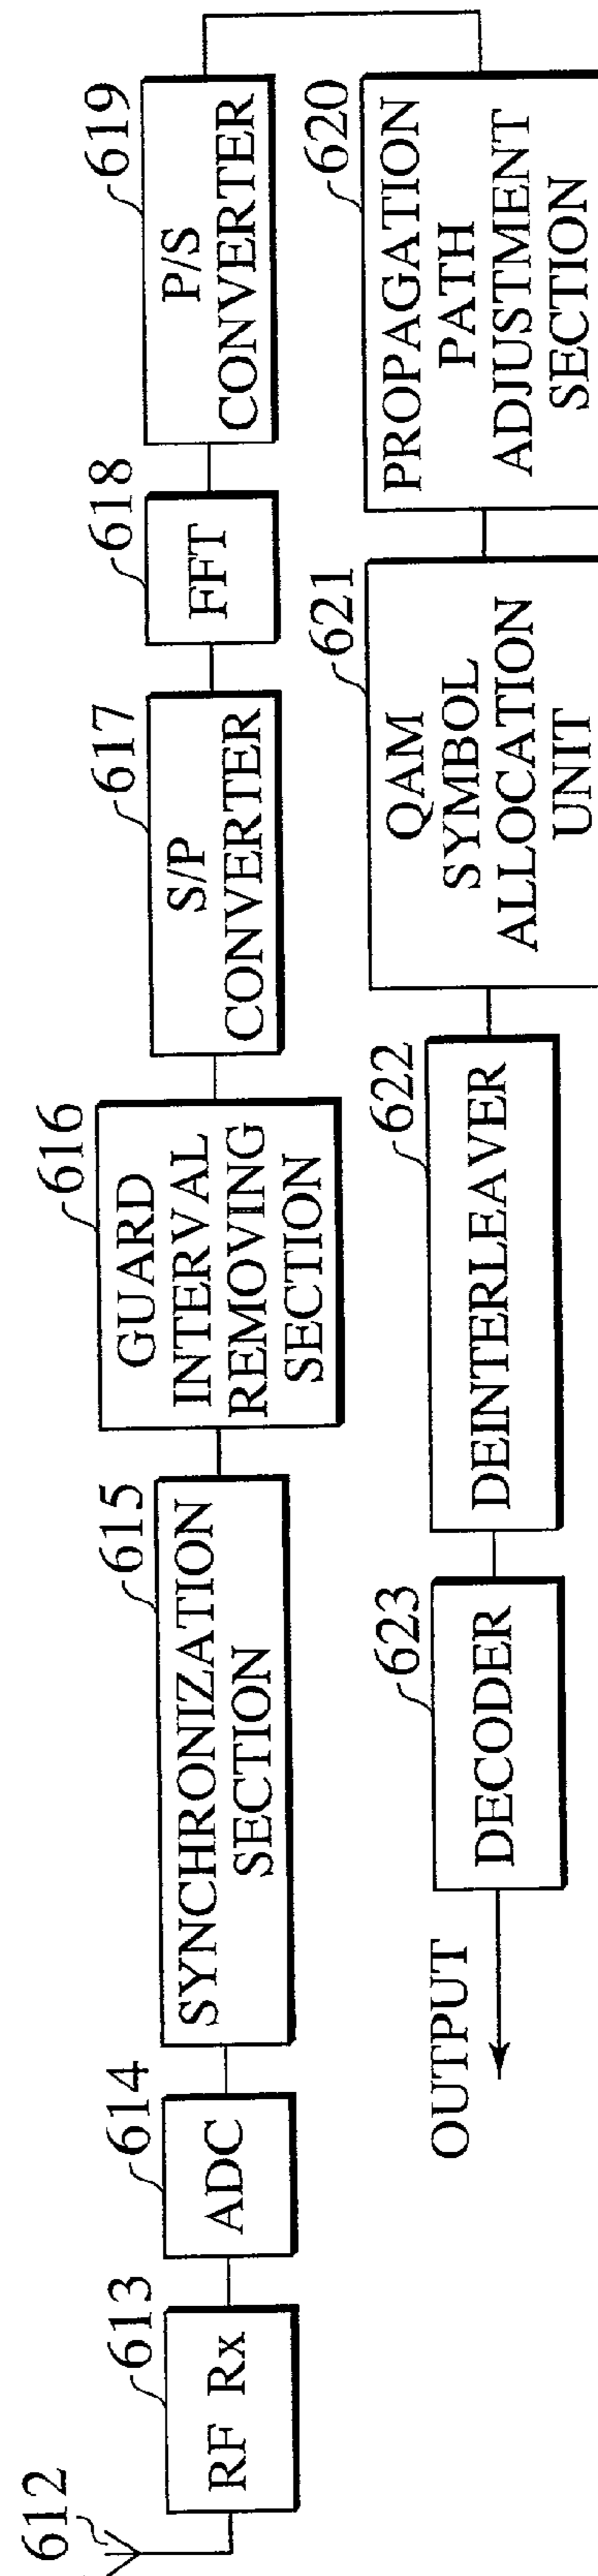 612
613
RF Rx
614
ADC
615
SYNCHRONIZATION
SECTION
616
GUARD
INTERVAL
REMOVING
SECTION
617
S/P
CONVERTER
618
FFT
619
P/S
CONVERTER
620
PROPAGATION
PATH
ADJUSTMENT
SECTION
621
QAM
SYMBOL
ALLOCATION
UNIT
622
DEINTERLEAVER
623
DECODER
OUTPUT